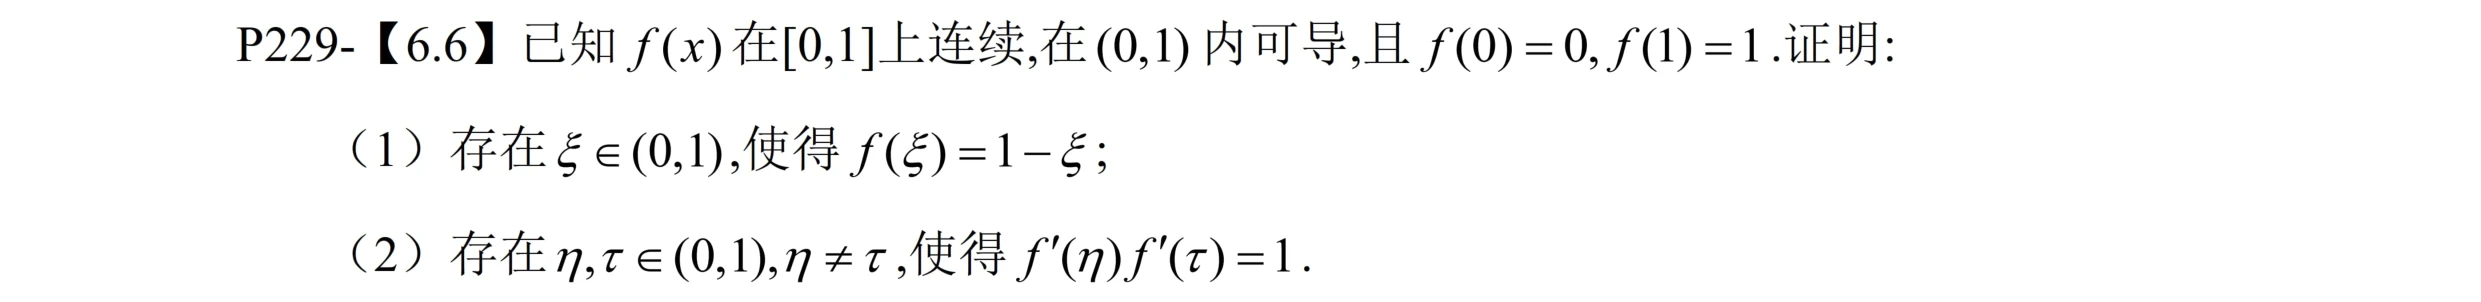 P229-【6.6】已知 f(x) 在[0,1]上连续,在(0,1)内可导,且 f(0)=0, f(1)=1.证明:
（1）存在ξ∈(0,1),使得 f(ξ)=1−ξ;
（2）存在η,τ∈(0,1),η≠τ,使得 f′(η)f′(τ)=1.